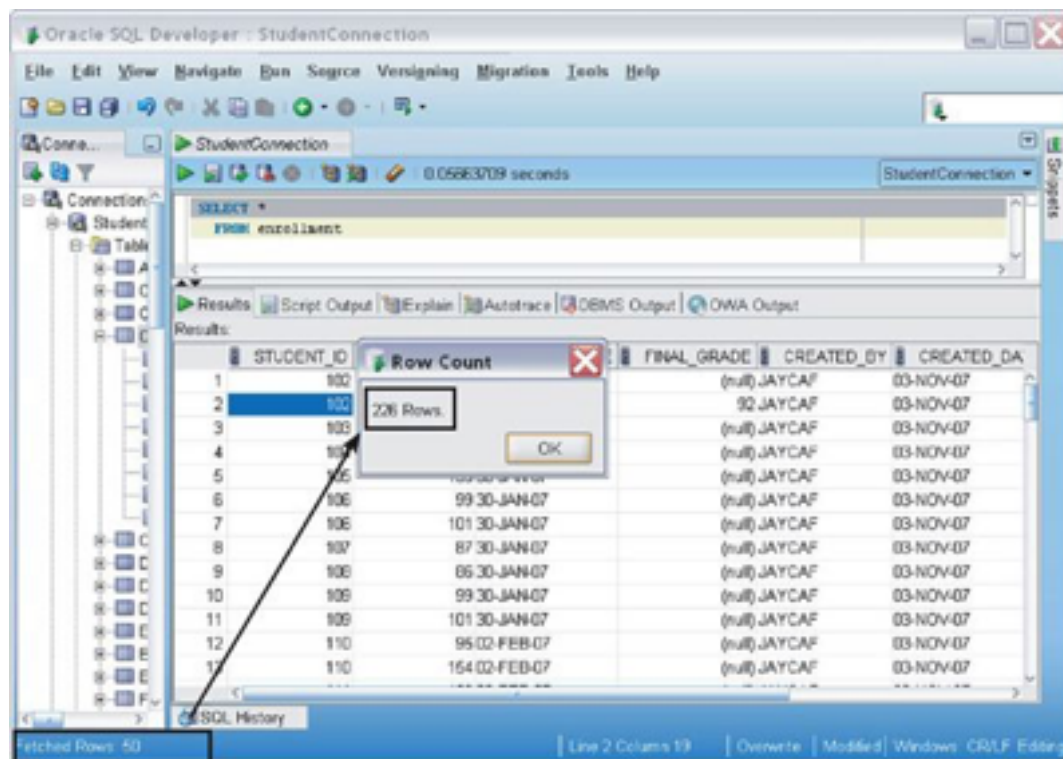 Oracle SQL Developer : StudentConnection
File Edit View Navigate Run Source Versioning Migration Tools Help
Conne...
StudentConnection
0.05663709 seconds
StudentConnection
Snippets
Connection
Student
Table
SELECT *
FROM enrollment
Results Script Output Explain Autotrace DBMS Output OWA Output
Results:
STUDENT_ID FINAL_GRADE CREATED_BY CREATED_DA
Row Count
226 Rows.
OK
1 102 (null) JAYCAF 03-NOV-07
2 102 92 JAYCAF 03-NOV-07
3 103 (null) JAYCAF 03-NOV-07
4 (null) JAYCAF 03-NOV-07
5 (null) JAYCAF 03-NOV-07
6 106 99 30-JAN-07 (null) JAYCAF 03-NOV-07
7 106 101 30-JAN-07 (null) JAYCAF 03-NOV-07
8 107 87 30-JAN-07 (null) JAYCAF 03-NOV-07
9 108 86 30-JAN-07 (null) JAYCAF 03-NOV-07
10 109 99 30-JAN-07 (null) JAYCAF 03-NOV-07
11 109 101 30-JAN-07 (null) JAYCAF 03-NOV-07
12 110 95 02-FEB-07 (null) JAYCAF 03-NOV-07
13 110 154 02-FEB-07 (null) JAYCAF 03-NOV-07
SQL History
Fetched Rows: 50 Line 2 Column 19 Overwrite Modified Windows: CR/LF Editing